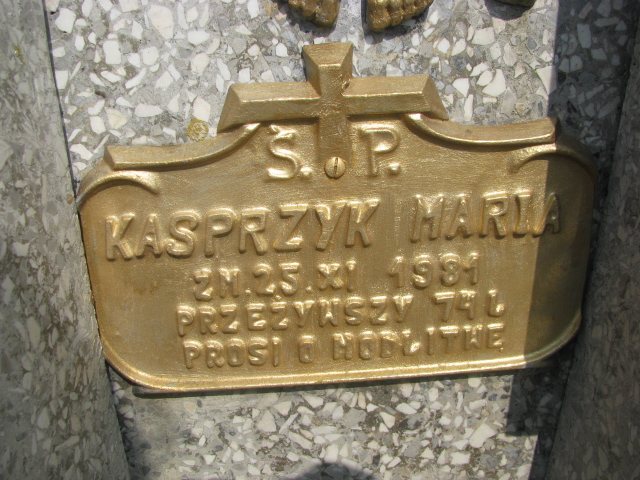 Ś. P.
KASPRZYK MARIA
ZM. 25. XI 1981
PRZEŻYWSZY 74 L
PROSI O MODLITWĘ